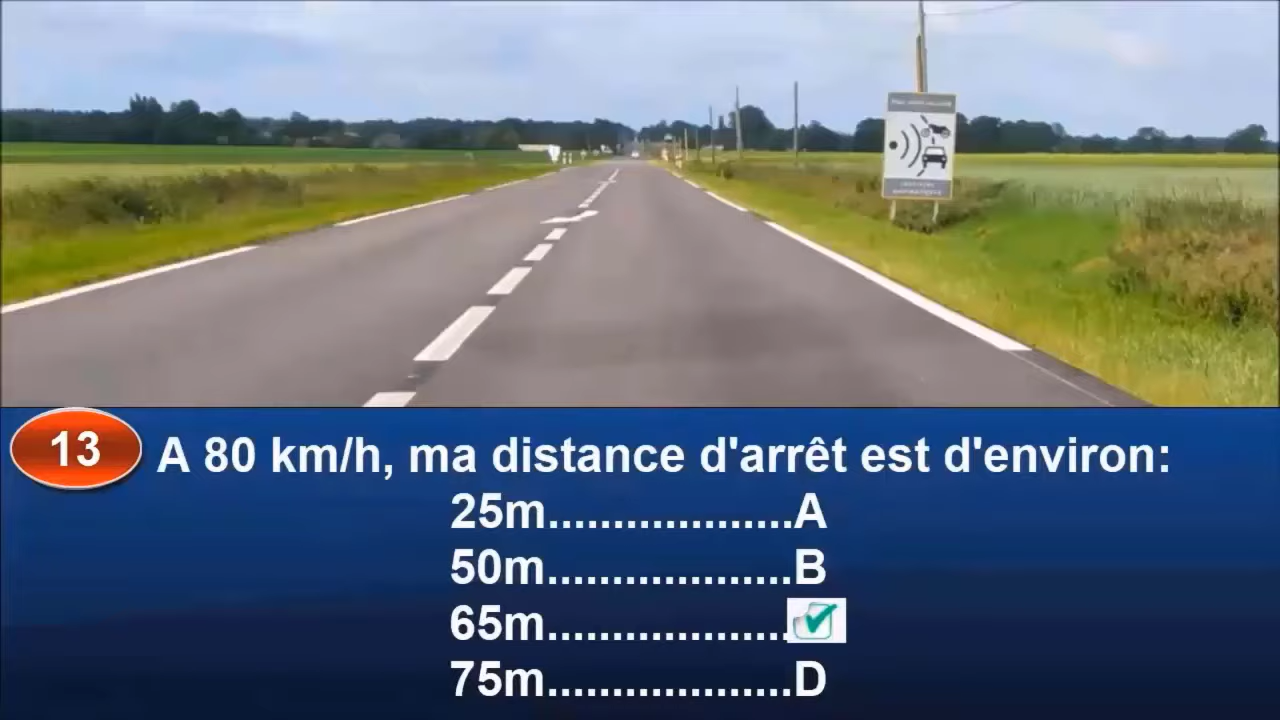 13 A 80 km/h, ma distance d'arrêt est d'environ:
25m...................A
50m...................B
65m...................
75m...................D